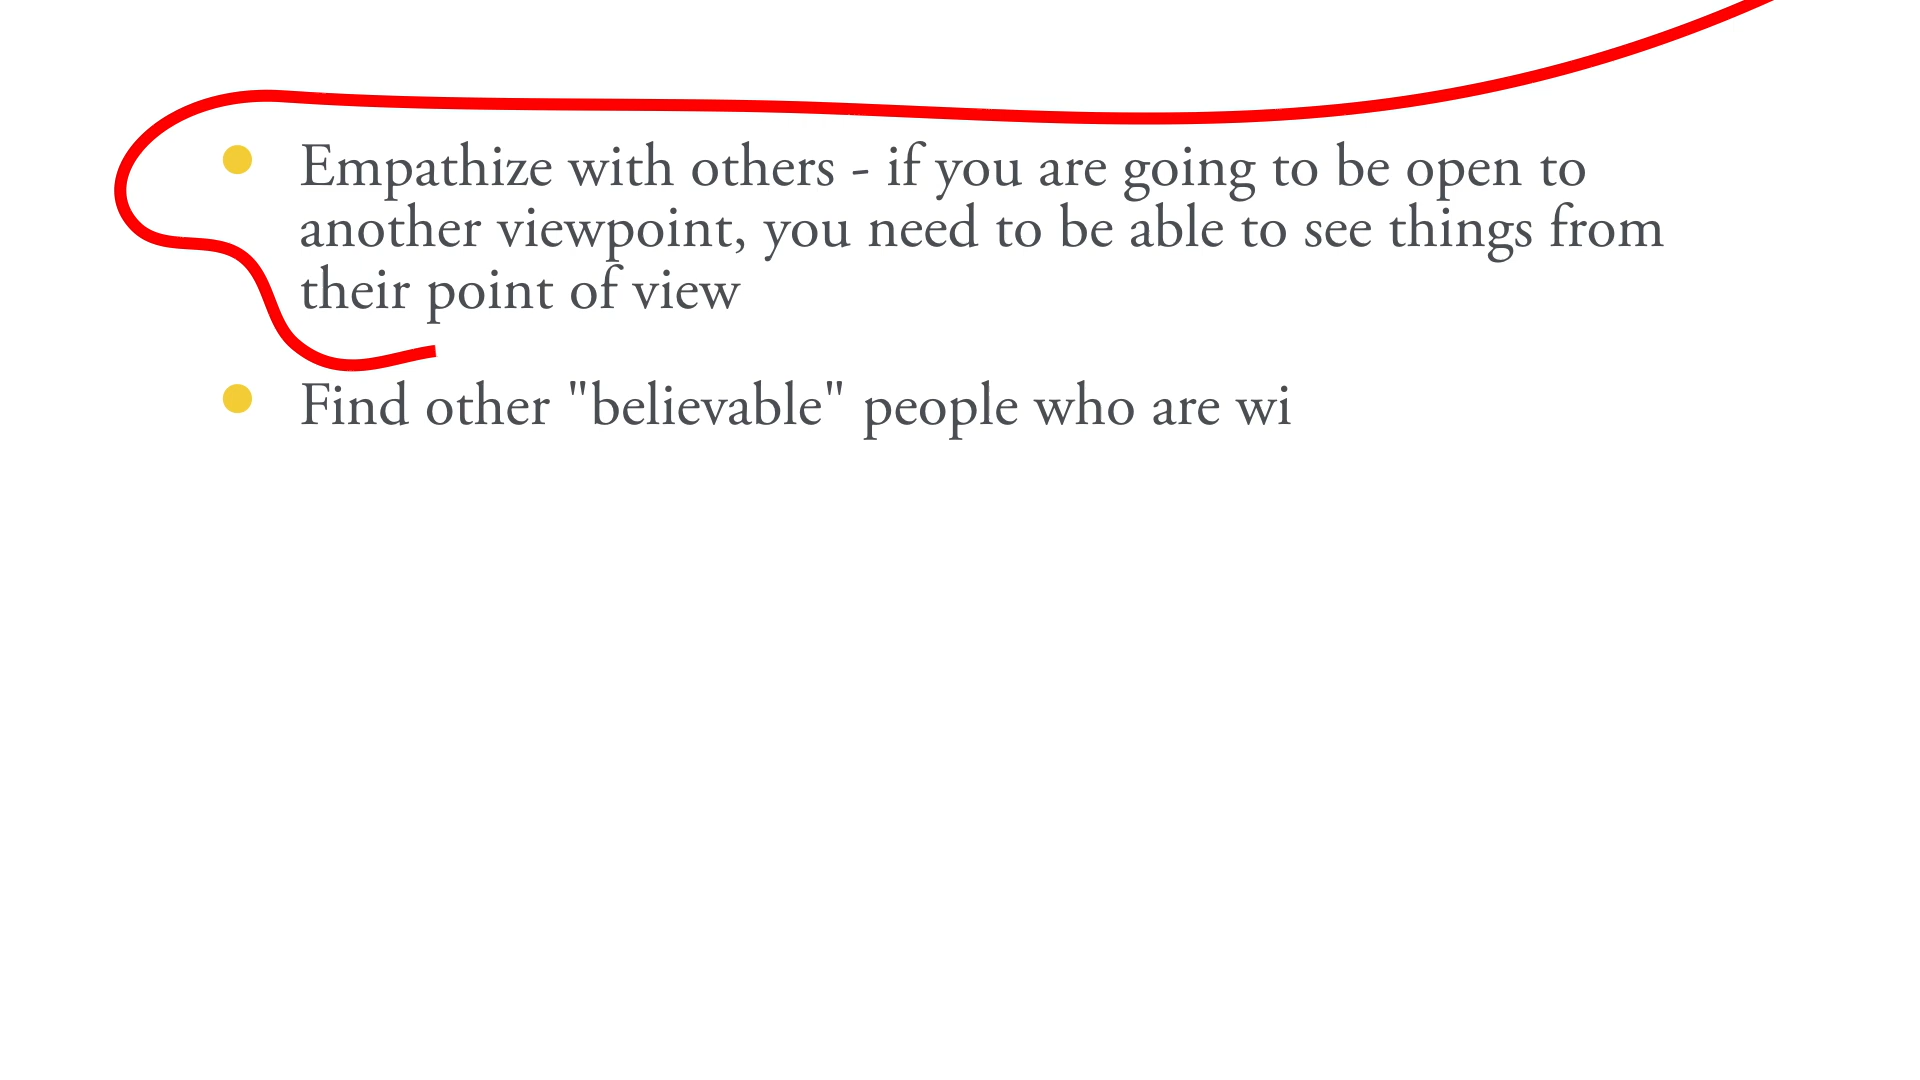 Empathize with others - if you are going to be open to
another viewpoint, you need to be able to see things from
their point of view
Find other "believable" people who are wi